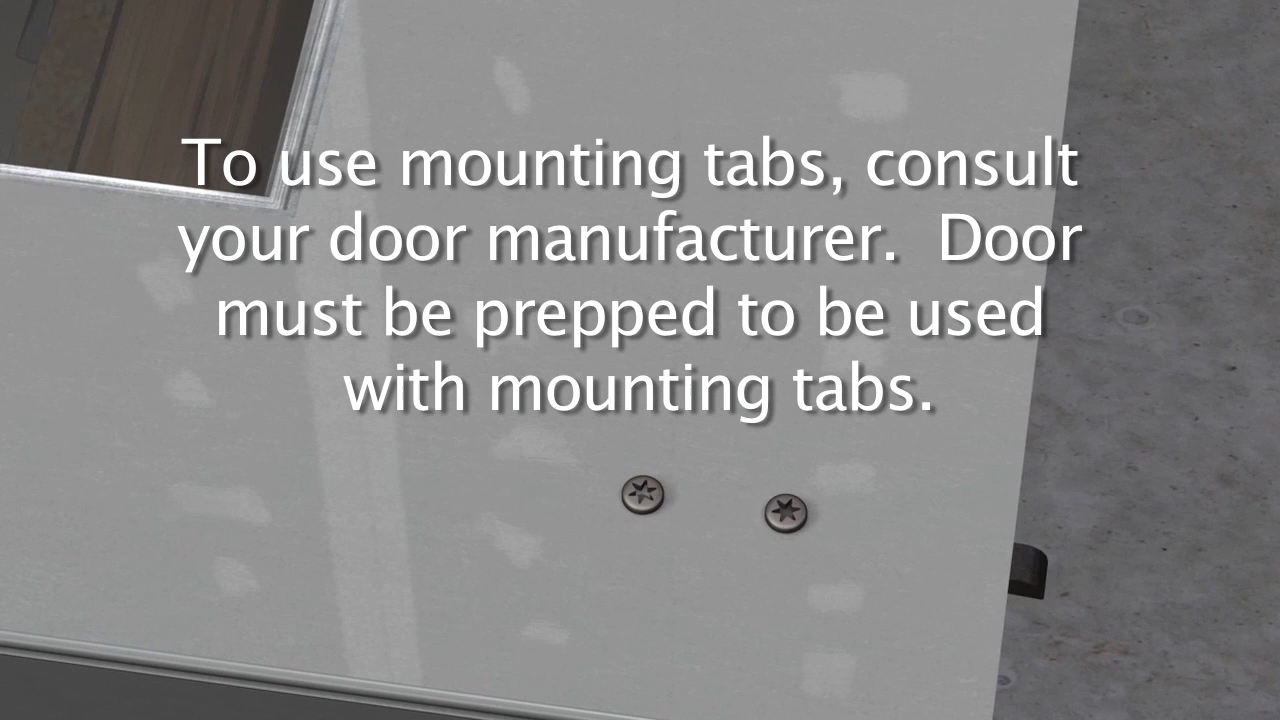 To use mounting tabs, consult
your door manufacturer.  Door
must be prepped to be used
with mounting tabs.